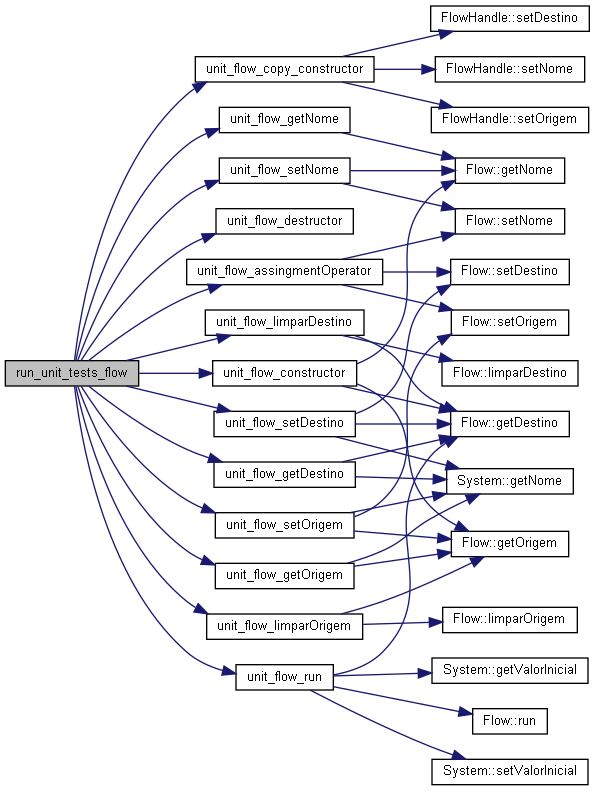 FlowHandle::setDestino
unit_flow_copy_constructor
FlowHandle::setNome
FlowHandle::setOrigem
unit_flow_getNome
unit_flow_setNome
Flow::getNome
unit_flow_destructor
Flow::setNome
unit_flow_assingmentOperator
Flow::setDestino
unit_flow_limparDestino
Flow::setOrigem
run_unit_tests_flow
unit_flow_constructor
Flow::limparDestino
unit_flow_setDestino
Flow::getDestino
unit_flow_getDestino
System::getNome
unit_flow_setOrigem
Flow::getOrigem
unit_flow_getOrigem
unit_flow_limparOrigem
Flow::limparOrigem
unit_flow_run
System::getValorInicial
Flow::run
System::setValorInicial